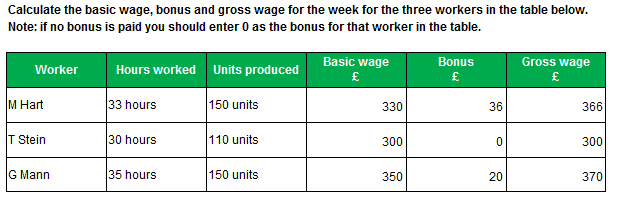 Calculate the basic wage, bonus and gross wage for the week for the three workers in the table below.
Note: if no bonus is paid you should enter 0 as the bonus for that worker in the table.
Worker Hours worked Units produced Basic wage £ Bonus £ Gross wage £
M Hart 33 hours 150 units 330 36 366
T Stein 30 hours 110 units 300 0 300
G Mann 35 hours 150 units 350 20 370